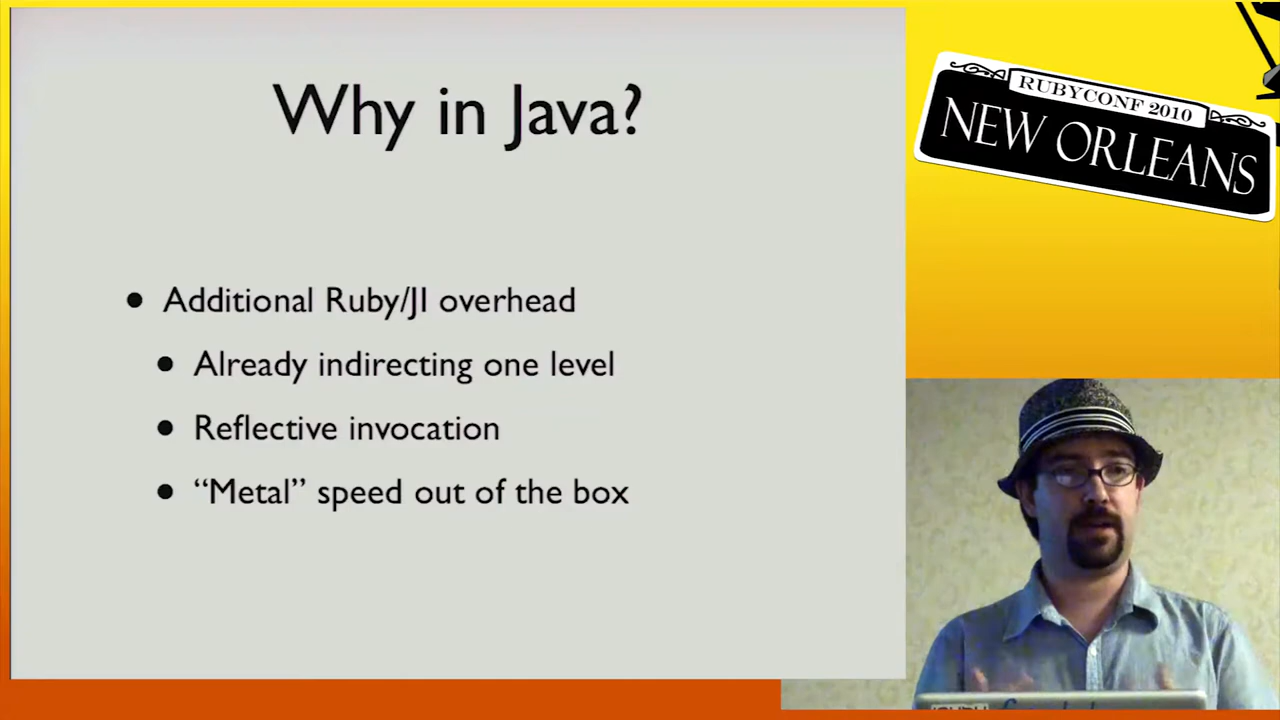 Why in Java?
• Additional Ruby/JI overhead
• Already indirecting one level
• Reflective invocation
• “Metal” speed out of the box
RUBYCONF 2010
NEW ORLEANS